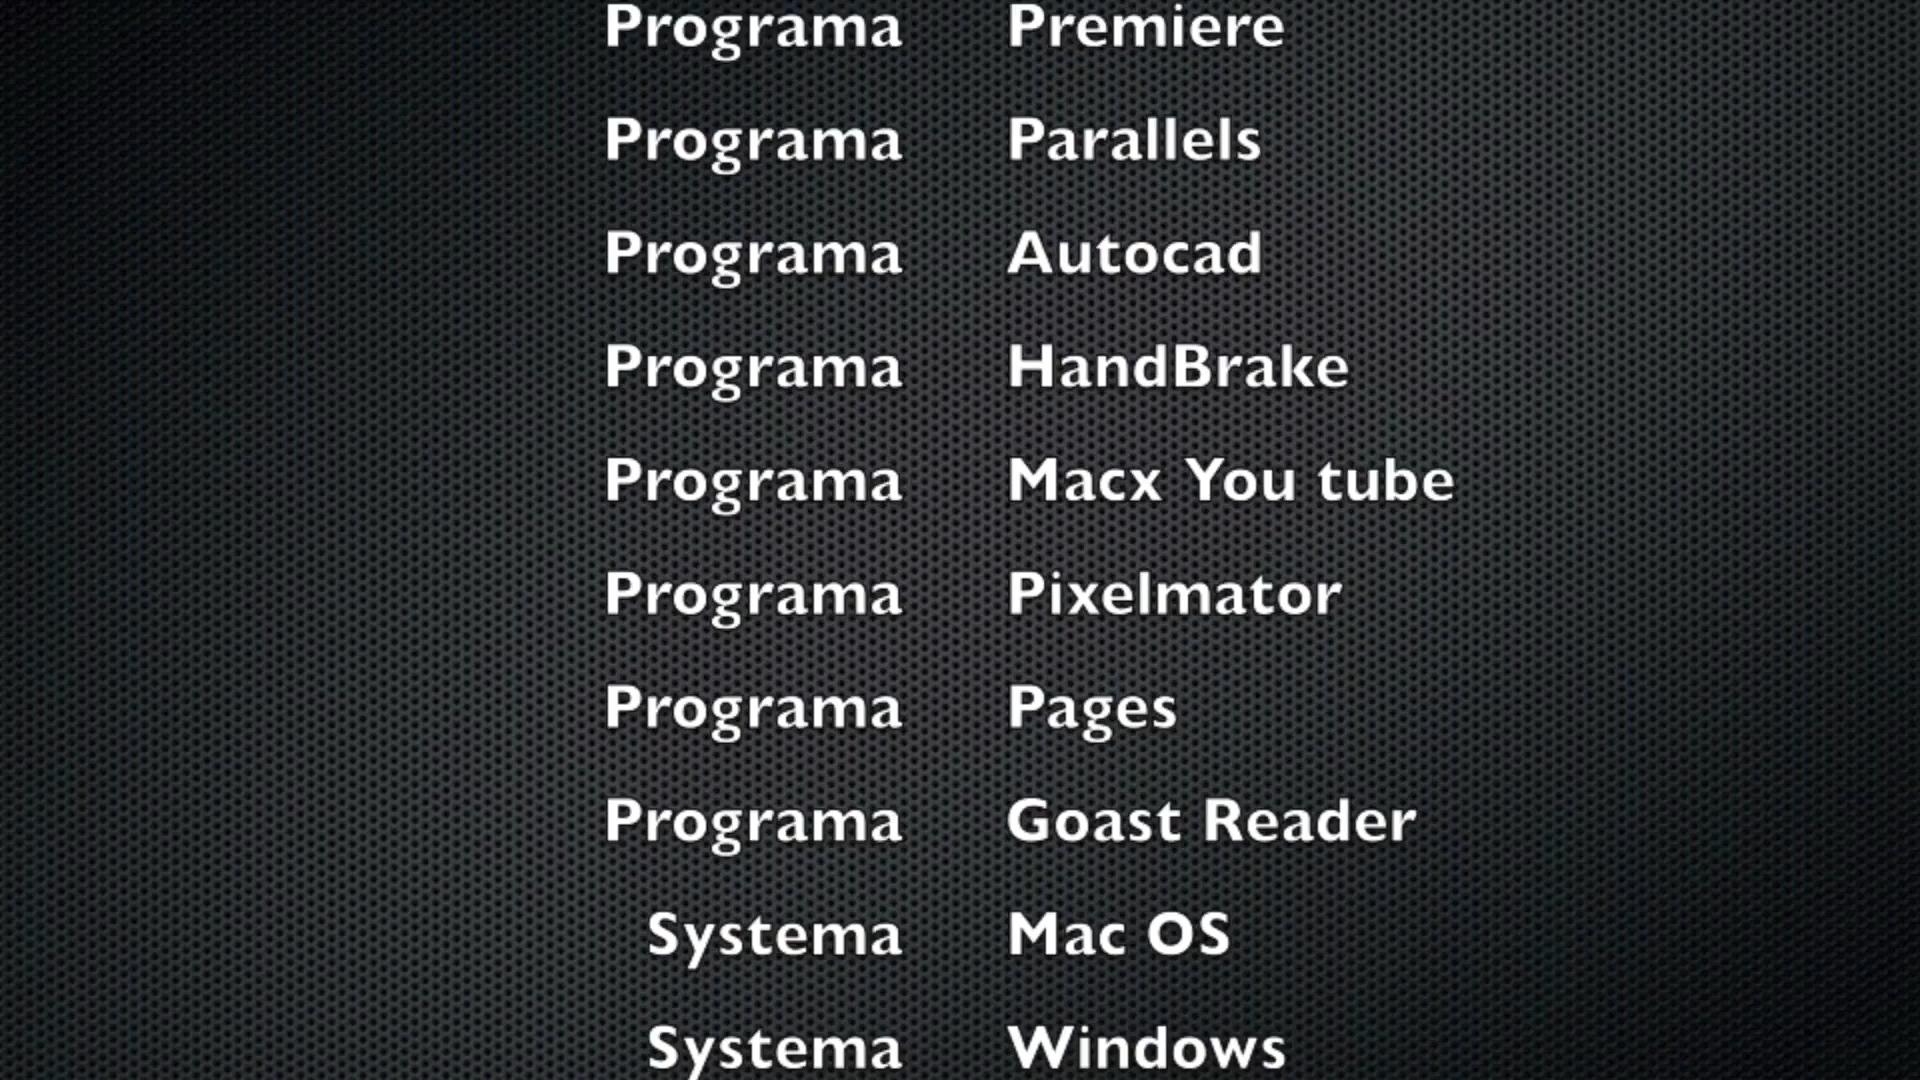 Programa Premiere
Programa Parallels
Programa Autocad
Programa HandBrake
Programa Macx You tube
Programa Pixelmator
Programa Pages
Programa Goast Reader
Systema Mac OS
Systema Windows